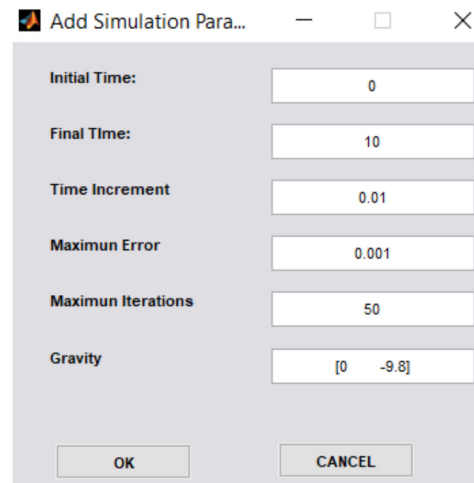 Add Simulation Para...
Initial Time: 0
Final TIme: 10
Time Increment 0.01
Maximun Error 0.001
Maximun Iterations 50
Gravity [0 -9.8]
OK CANCEL